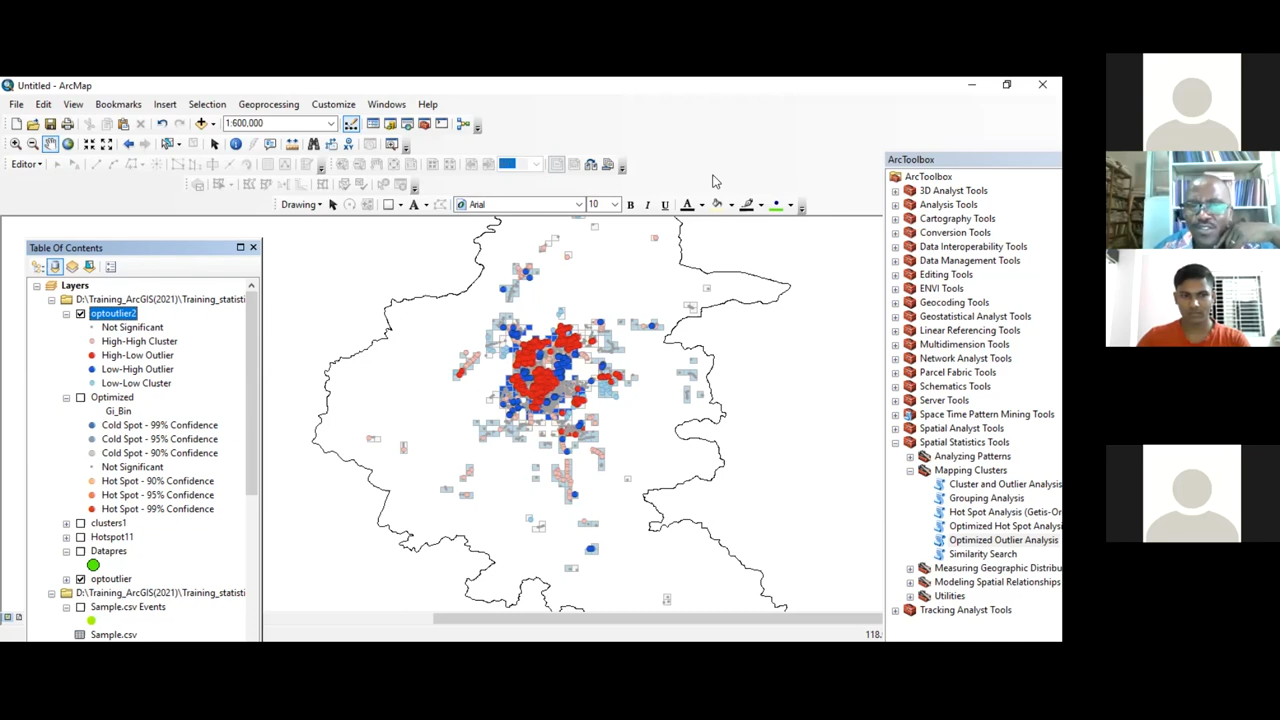 Untitled - ArcMap
File Edit View Bookmarks Insert Selection Geoprocessing Customize Windows Help
1:600,000
Editor
Drawing Arial 10 B I U A
Table Of Contents
Layers
D:\Training_ArcGIS(2021)\Training_statisti
optoutlier2
Not Significant
High-High Cluster
High-Low Outlier
Low-High Outlier
Low-Low Cluster
Optimized
Gi_Bin
Cold Spot - 99% Confidence
Cold Spot - 95% Confidence
Cold Spot - 90% Confidence
Not Significant
Hot Spot - 90% Confidence
Hot Spot - 95% Confidence
Hot Spot - 99% Confidence
clusters1
Hotspot11
Datapres
optoutlier
D:\Training_ArcGIS(2021)\Training_statisti
Sample.csv Events
Sample.csv
118.
ArcToolbox
ArcToolbox
3D Analyst Tools
Analysis Tools
Cartography Tools
Conversion Tools
Data Interoperability Tools
Data Management Tools
Editing Tools
ENVI Tools
Geocoding Tools
Geostatistical Analyst Tools
Linear Referencing Tools
Multidimension Tools
Network Analyst Tools
Parcel Fabric Tools
Schematics Tools
Server Tools
Space Time Pattern Mining Tools
Spatial Analyst Tools
Spatial Statistics Tools
Analyzing Patterns
Mapping Clusters
Cluster and Outlier Analysis
Grouping Analysis
Hot Spot Analysis (Getis-Or
Optimized Hot Spot Analysi
Optimized Outlier Analysis
Similarity Search
Measuring Geographic Distribu
Modeling Spatial Relationships
Utilities
Tracking Analyst Tools